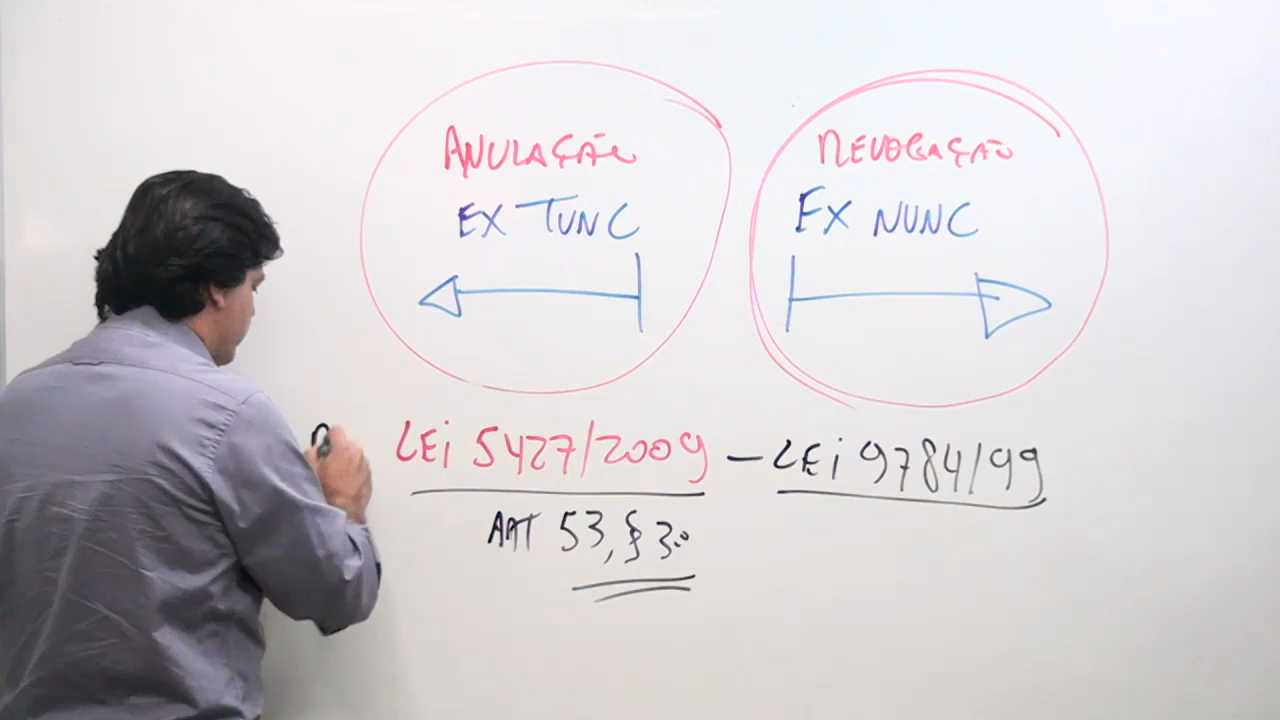 ANULAÇÃO
EX TUNC
REVOGAÇÃO
EX NUNC
LEi 5427/2009 – LEi 9784/99
ART 53, § 3º